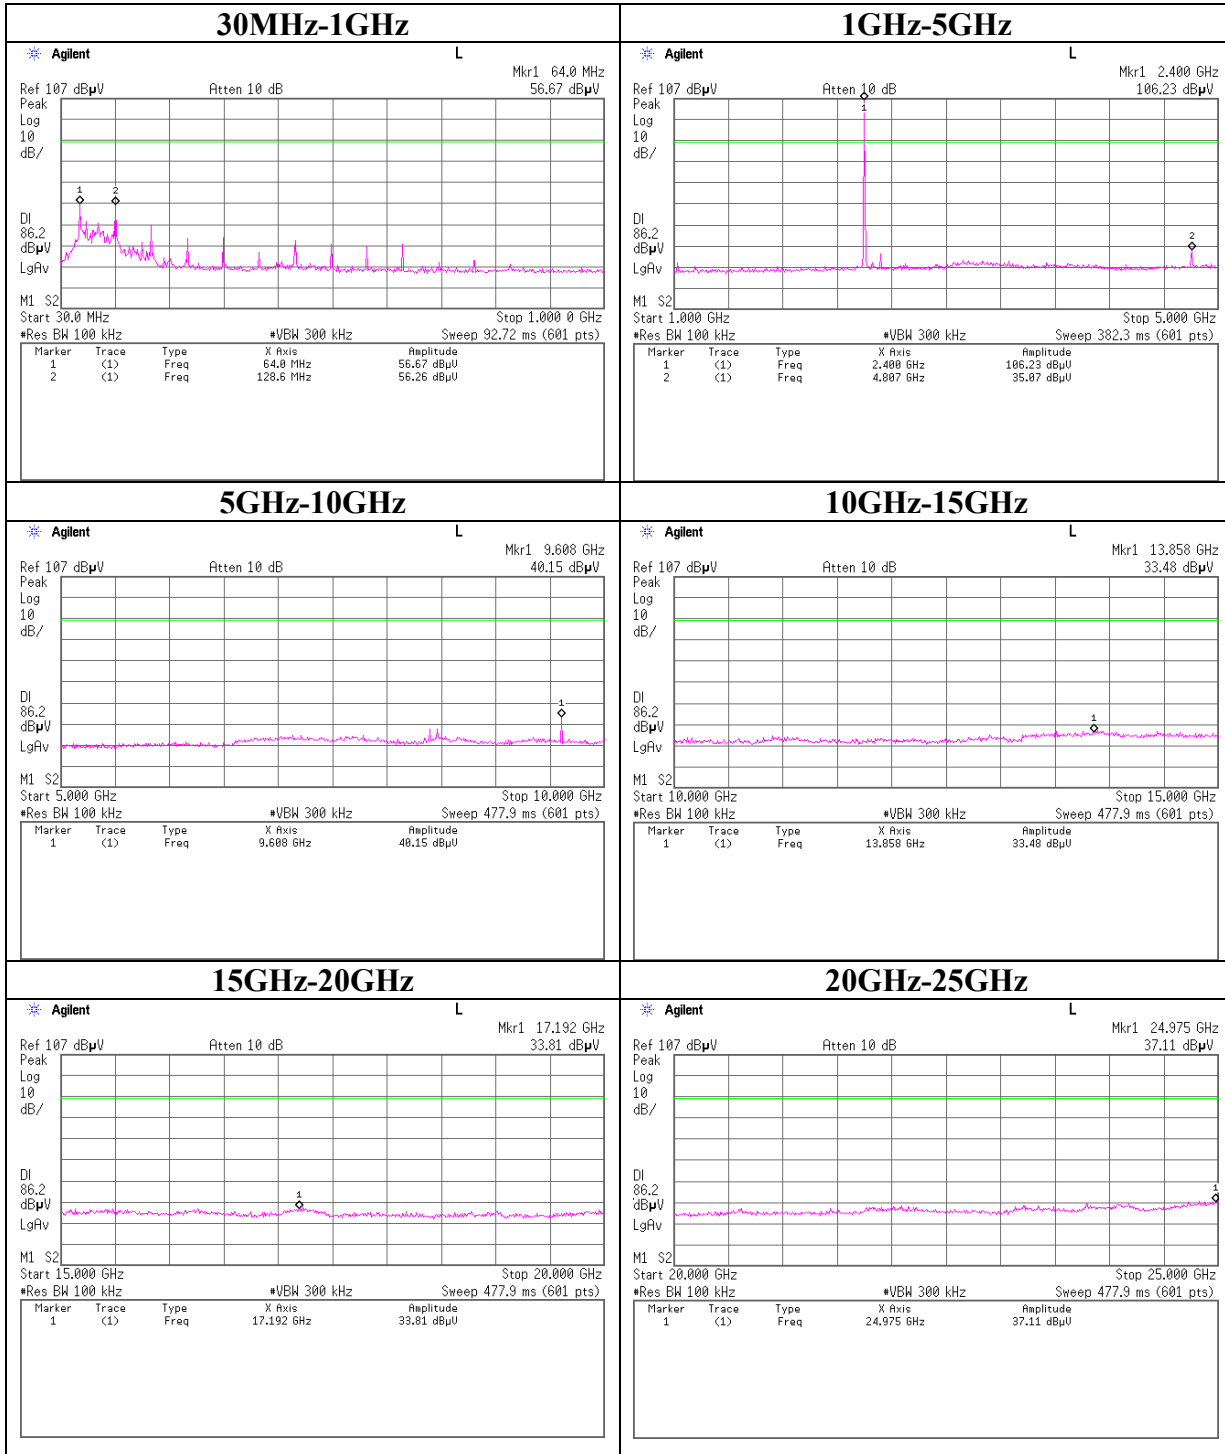 30MHz-1GHz
Agilent L
Mkr1 64.0 MHz
Ref 107 dBµV Atten 10 dB 56.67 dBµV
Peak
Log
10
dB/
1 2
DI
86.2
dBµV
LgAv
M1 S2
Start 30.0 MHz Stop 1.000 0 GHz
#Res BW 100 kHz #VBW 300 kHz Sweep 92.72 ms (601 pts)
Marker Trace Type X Axis Amplitude
1 (1) Freq 64.0 MHz 56.67 dBµV
2 (1) Freq 128.6 MHz 56.26 dBµV
1GHz-5GHz
Agilent L
Mkr1 2.400 GHz
Ref 107 dBµV Atten 10 dB 106.23 dBµV
Peak
Log
10
dB/
1
2
DI
86.2
dBµV
LgAv
M1 S2
Start 1.000 GHz Stop 5.000 GHz
#Res BW 100 kHz #VBW 300 kHz Sweep 382.3 ms (601 pts)
Marker Trace Type X Axis Amplitude
1 (1) Freq 2.400 GHz 106.23 dBµV
2 (1) Freq 4.807 GHz 35.07 dBµV
5GHz-10GHz
Agilent L
Mkr1 9.608 GHz
Ref 107 dBµV Atten 10 dB 40.15 dBµV
Peak
Log
10
dB/
1
DI
86.2
dBµV
LgAv
M1 S2
Start 5.000 GHz Stop 10.000 GHz
#Res BW 100 kHz #VBW 300 kHz Sweep 477.9 ms (601 pts)
Marker Trace Type X Axis Amplitude
1 (1) Freq 9.608 GHz 40.15 dBµV
10GHz-15GHz
Agilent L
Mkr1 13.858 GHz
Ref 107 dBµV Atten 10 dB 33.48 dBµV
Peak
Log
10
dB/
1
DI
86.2
dBµV
LgAv
M1 S2
Start 10.000 GHz Stop 15.000 GHz
#Res BW 100 kHz #VBW 300 kHz Sweep 477.9 ms (601 pts)
Marker Trace Type X Axis Amplitude
1 (1) Freq 13.858 GHz 33.48 dBµV
15GHz-20GHz
Agilent L
Mkr1 17.192 GHz
Ref 107 dBµV Atten 10 dB 33.81 dBµV
Peak
Log
10
dB/
1
DI
86.2
dBµV
LgAv
M1 S2
Start 15.000 GHz Stop 20.000 GHz
#Res BW 100 kHz #VBW 300 kHz Sweep 477.9 ms (601 pts)
Marker Trace Type X Axis Amplitude
1 (1) Freq 17.192 GHz 33.81 dBµV
20GHz-25GHz
Agilent L
Mkr1 24.975 GHz
Ref 107 dBµV Atten 10 dB 37.11 dBµV
Peak
Log
10
dB/
1
DI
86.2
dBµV
LgAv
M1 S2
Start 20.000 GHz Stop 25.000 GHz
#Res BW 100 kHz #VBW 300 kHz Sweep 477.9 ms (601 pts)
Marker Trace Type X Axis Amplitude
1 (1) Freq 24.975 GHz 37.11 dBµV